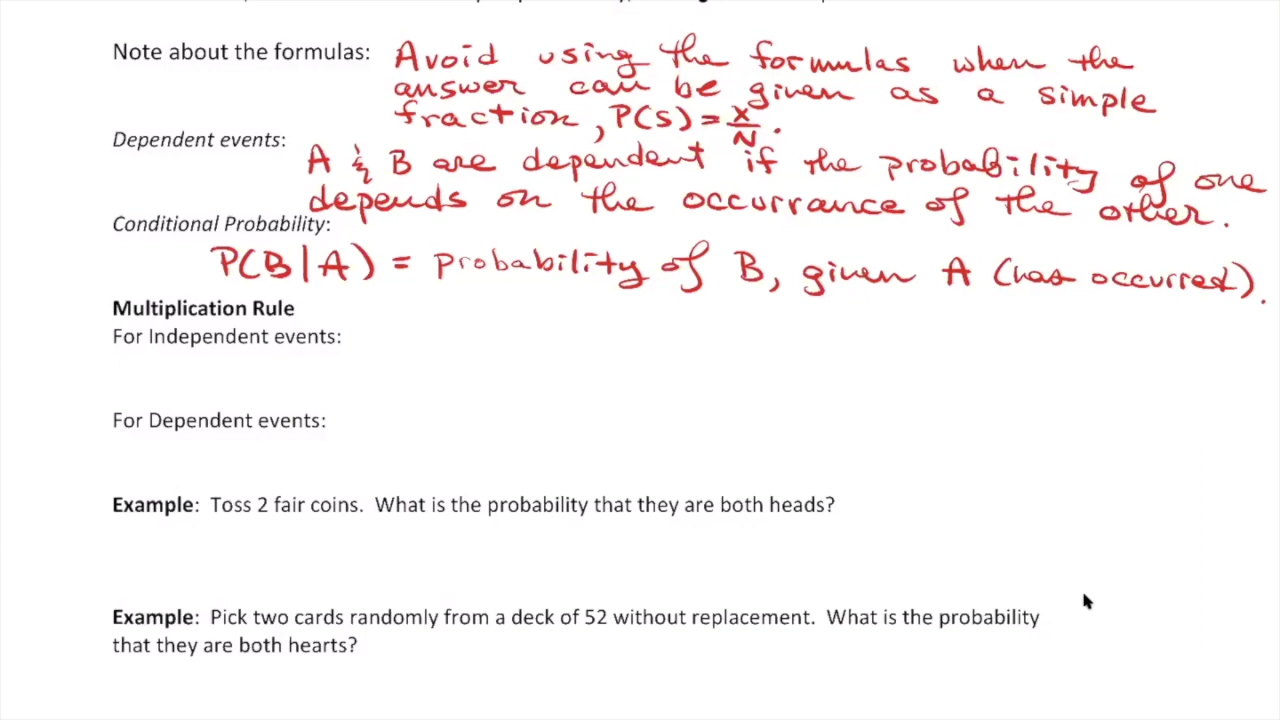 Note about the formulas: Avoid using the formulas when the
answer can be given as a simple
fraction, P(S) = x/N.
Dependent events:
A & B are dependent if the probability of one
depends on the occurrance of the other.
Conditional Probability:
P(B|A) = probability of B, given A (has occurred).
Multiplication Rule
For Independent events:
For Dependent events:
Example: Toss 2 fair coins. What is the probability that they are both heads?
Example: Pick two cards randomly from a deck of 52 without replacement. What is the probability
that they are both hearts?